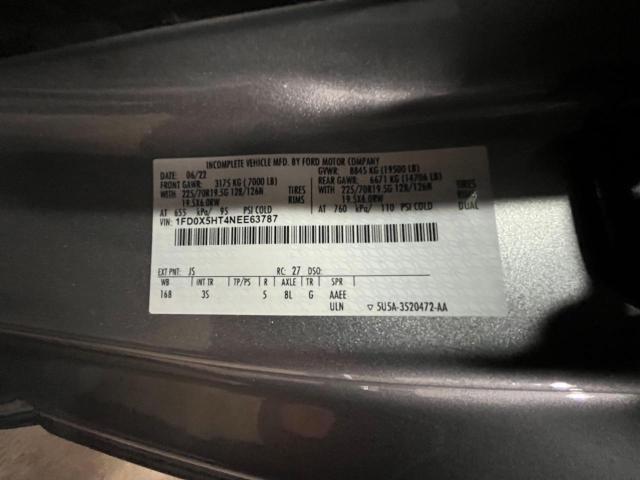 INCOMPLETE VEHICLE MFD. BY FORD MOTOR COMPANY
DATE: 06/22 GVWR: 8845 KG (19500 LB)
FRONT GAWR: 3175 KG (7000 LB) REAR GAWR: 6671 KG (14706 LB)
WITH 225/70R19.5G 128/126N TIRES WITH 225/70R19.5G 128/126N TIRES
19.5X6.0RW RIMS 19.5X6.0RW RIMS
AT 655 kPa/ 95 PSI COLD AT 760 kPa/ 110 PSI COLD DUAL
VIN: 1FD0X5HT4NEE63787
EXT PNT: JS RC: 27 DSO:
WB INT TR TP/PS R AXLE TR SPR
168 3S 5 8L G AAEE
ULN ▽ 5U5A-3520472-AA